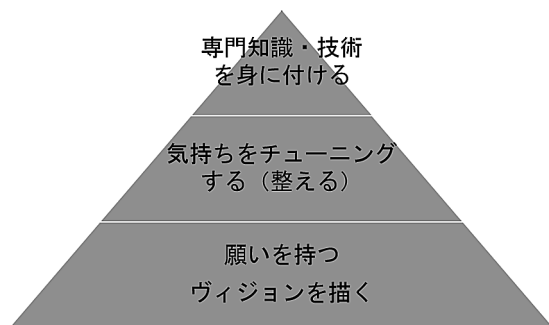 専門知識・技術
を身に付ける
気持ちをチューニング
する（整える）
願いを持つ
ヴィジョンを描く